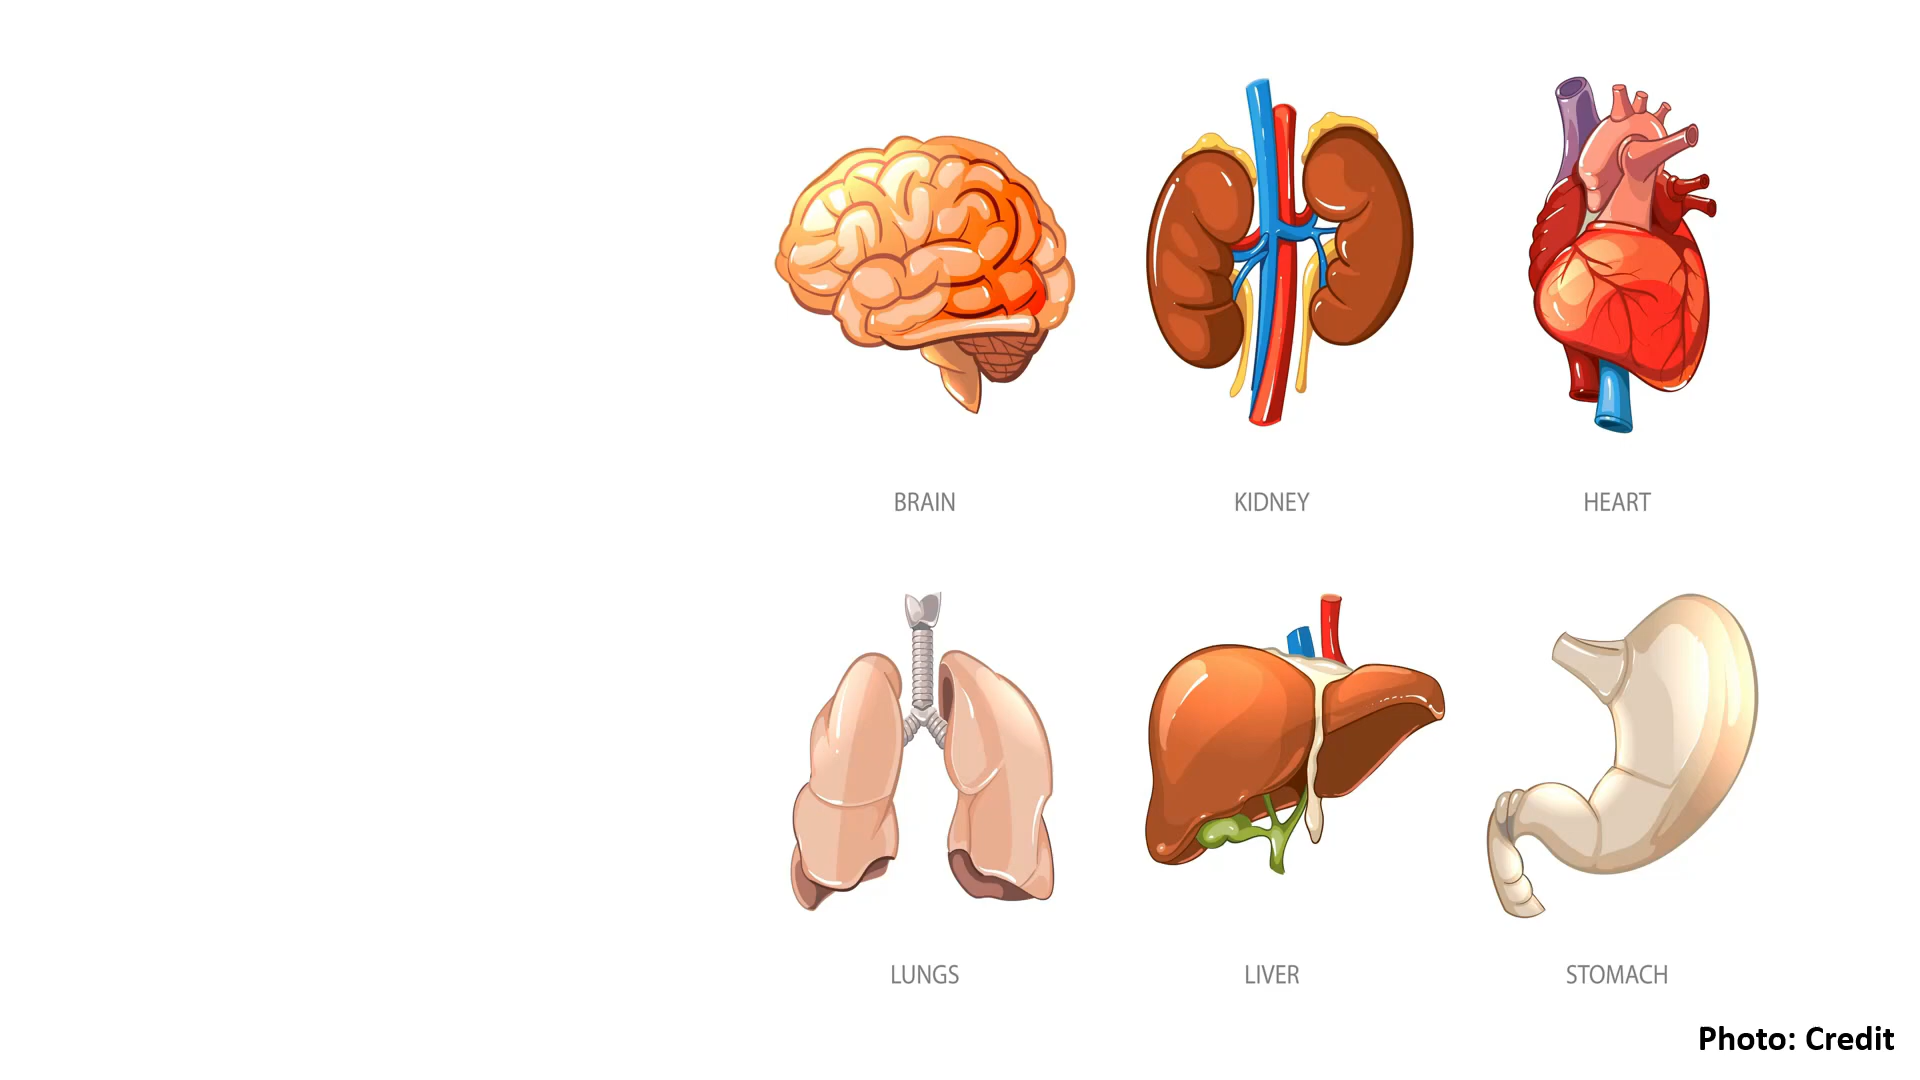 BRAIN
KIDNEY
HEART
LUNGS
LIVER
STOMACH
Photo: Credit